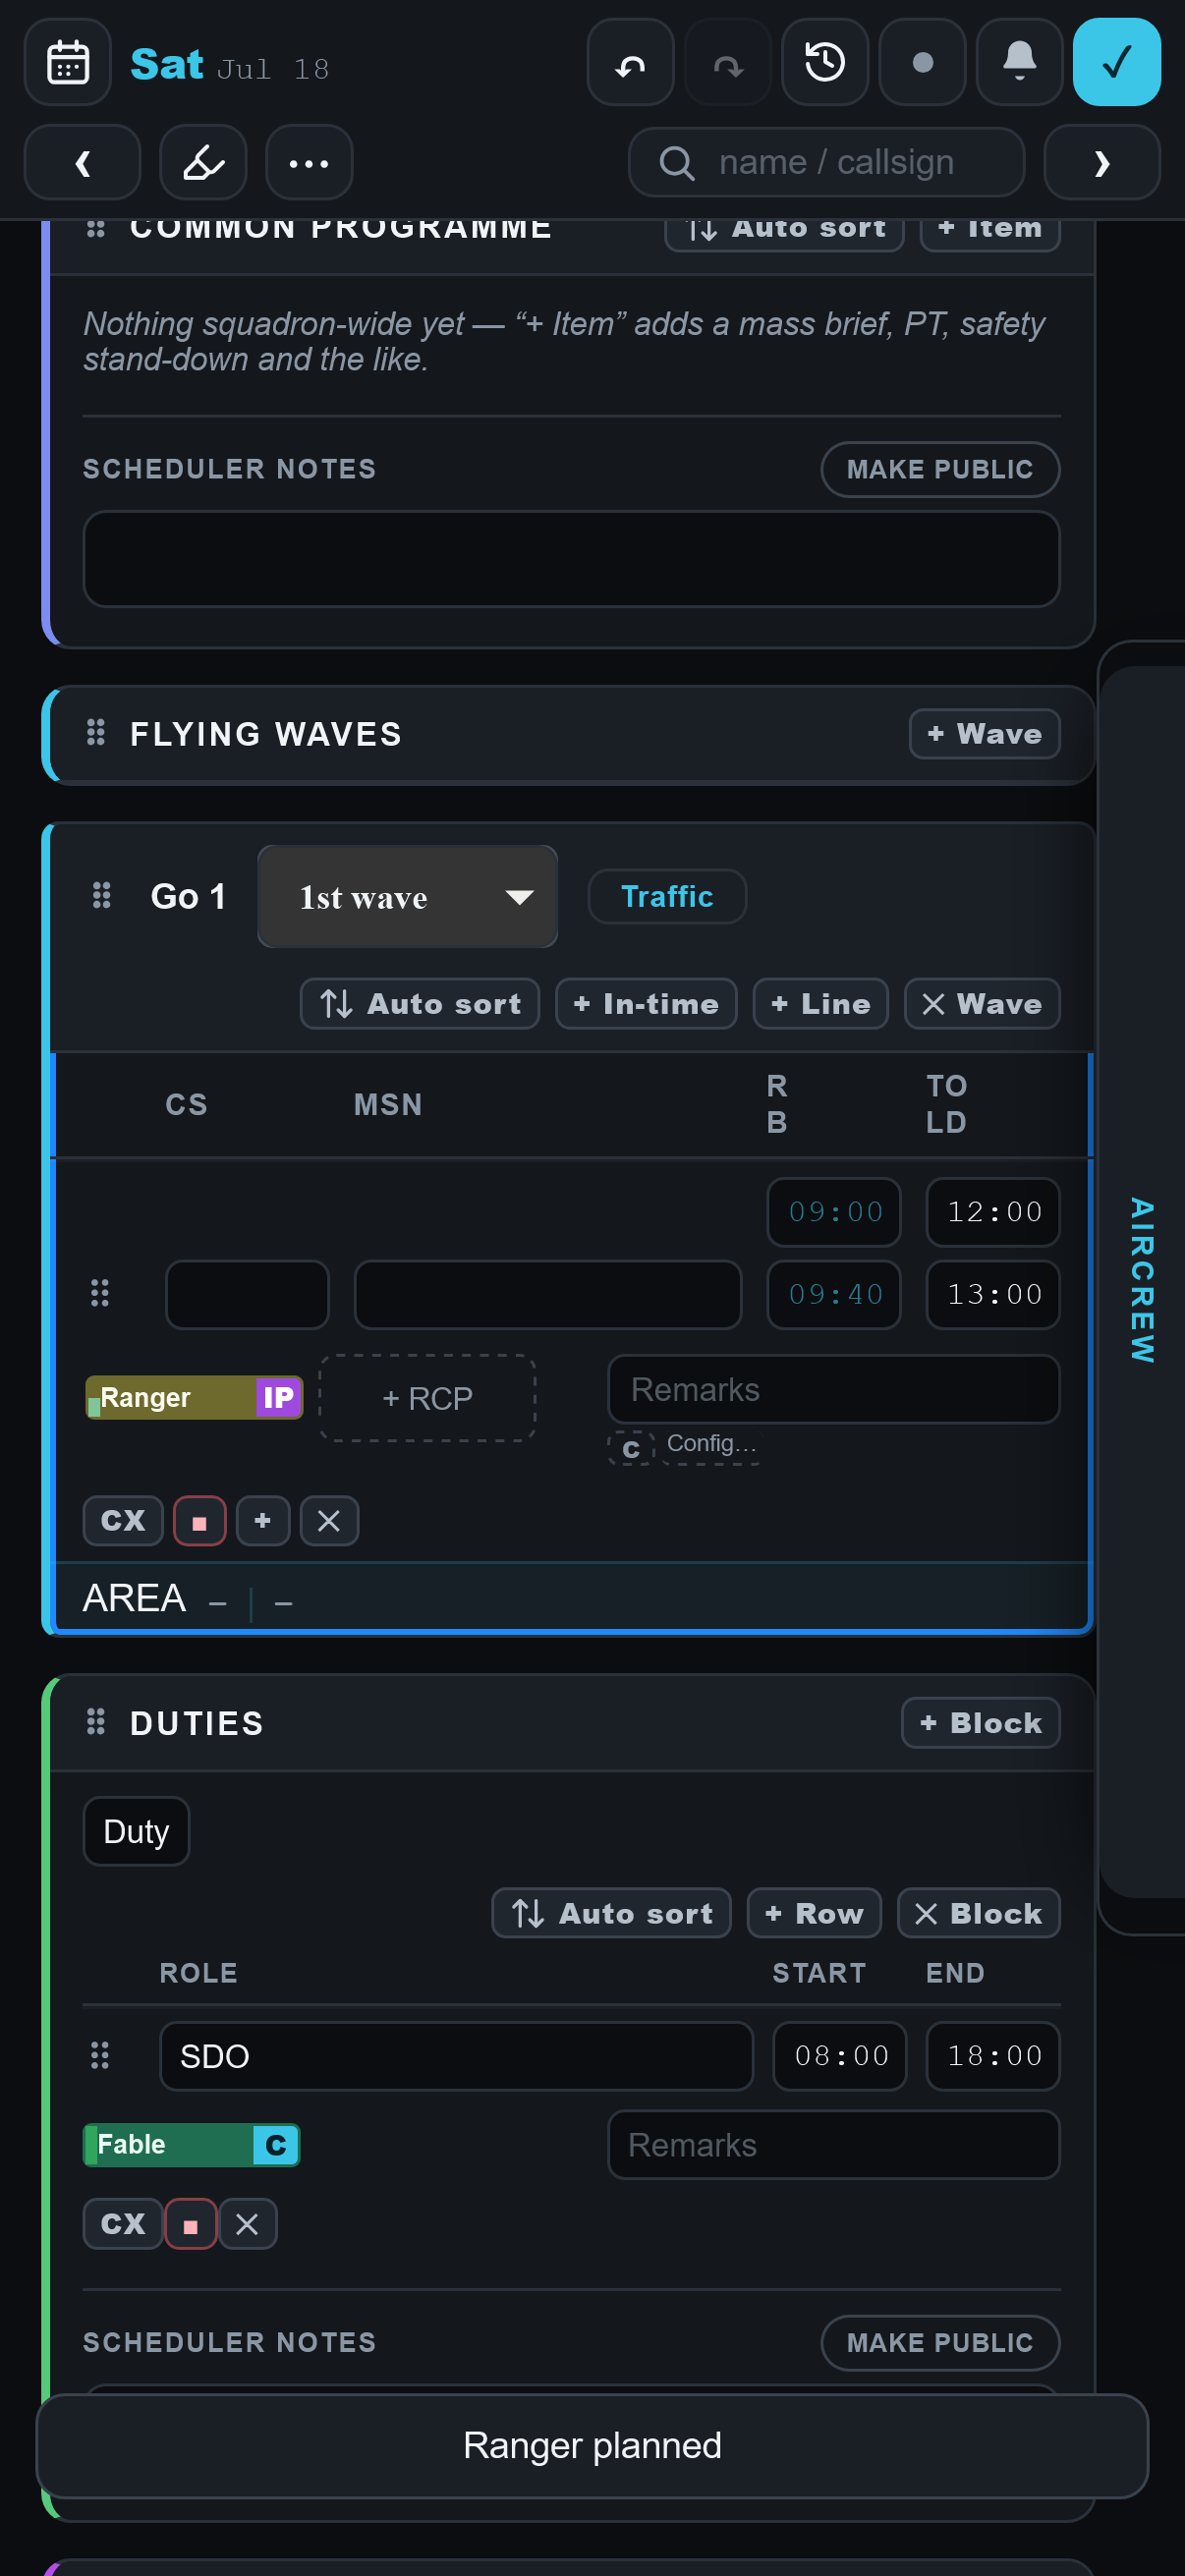 Sat Jul 18
name / callsign
COMMON PROGRAMME Auto sort + Item
Nothing squadron-wide yet — “+ Item” adds a mass brief, PT, safety
stand-down and the like.
SCHEDULER NOTES MAKE PUBLIC
FLYING WAVES + Wave
Go 1 1st wave Traffic
Auto sort + In-time + Line × Wave
CS MSN R TO
B LD
09:00 12:00
09:40 13:00
Ranger IP + RCP Remarks
C Config…
CX + ×
AREA – | –
AIRCREW
DUTIES + Block
Duty
Auto sort + Row × Block
ROLE START END
SDO 08:00 18:00
Fable C Remarks
CX ×
SCHEDULER NOTES MAKE PUBLIC
Ranger planned